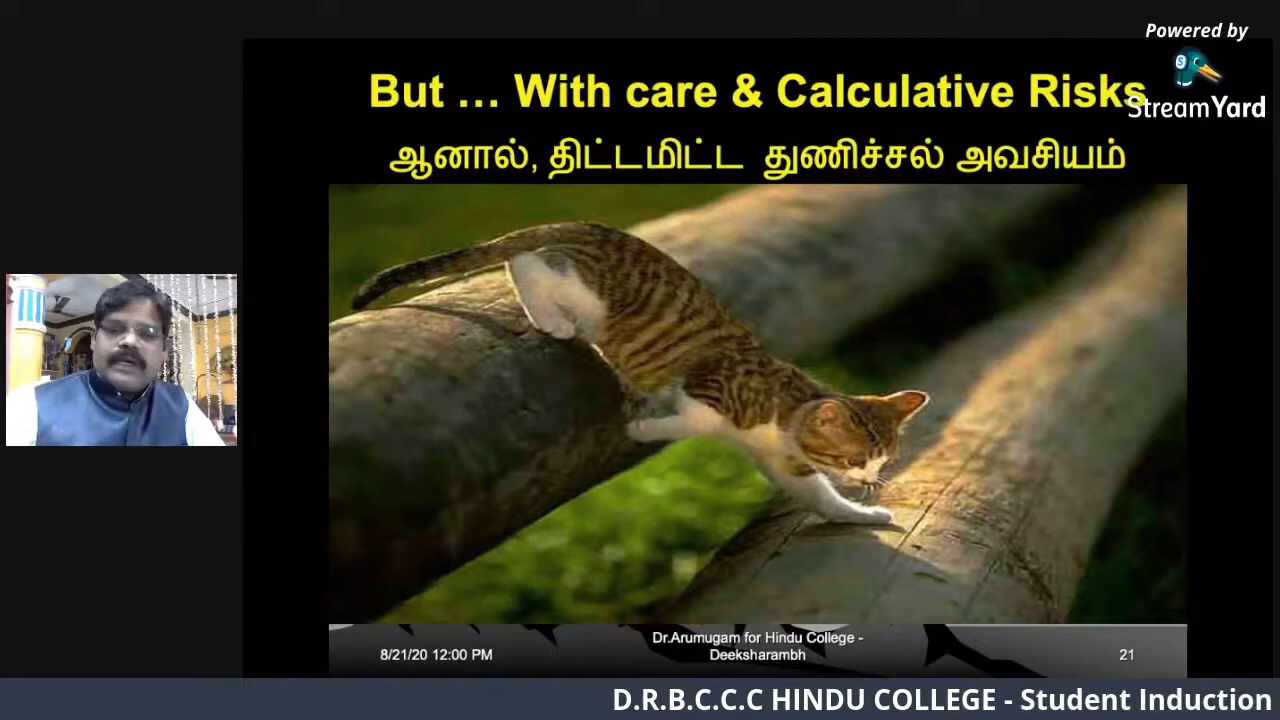 Powered by
StreamYard
But ... With care & Calculative Risks
ஆனால், திட்டமிட்ட துணிச்சல் அவசியம்
8/21/20 12:00 PM
Dr.Arumugam for Hindu College -
Deeksharambh
21
D.R.B.C.C.C HINDU COLLEGE - Student Induction